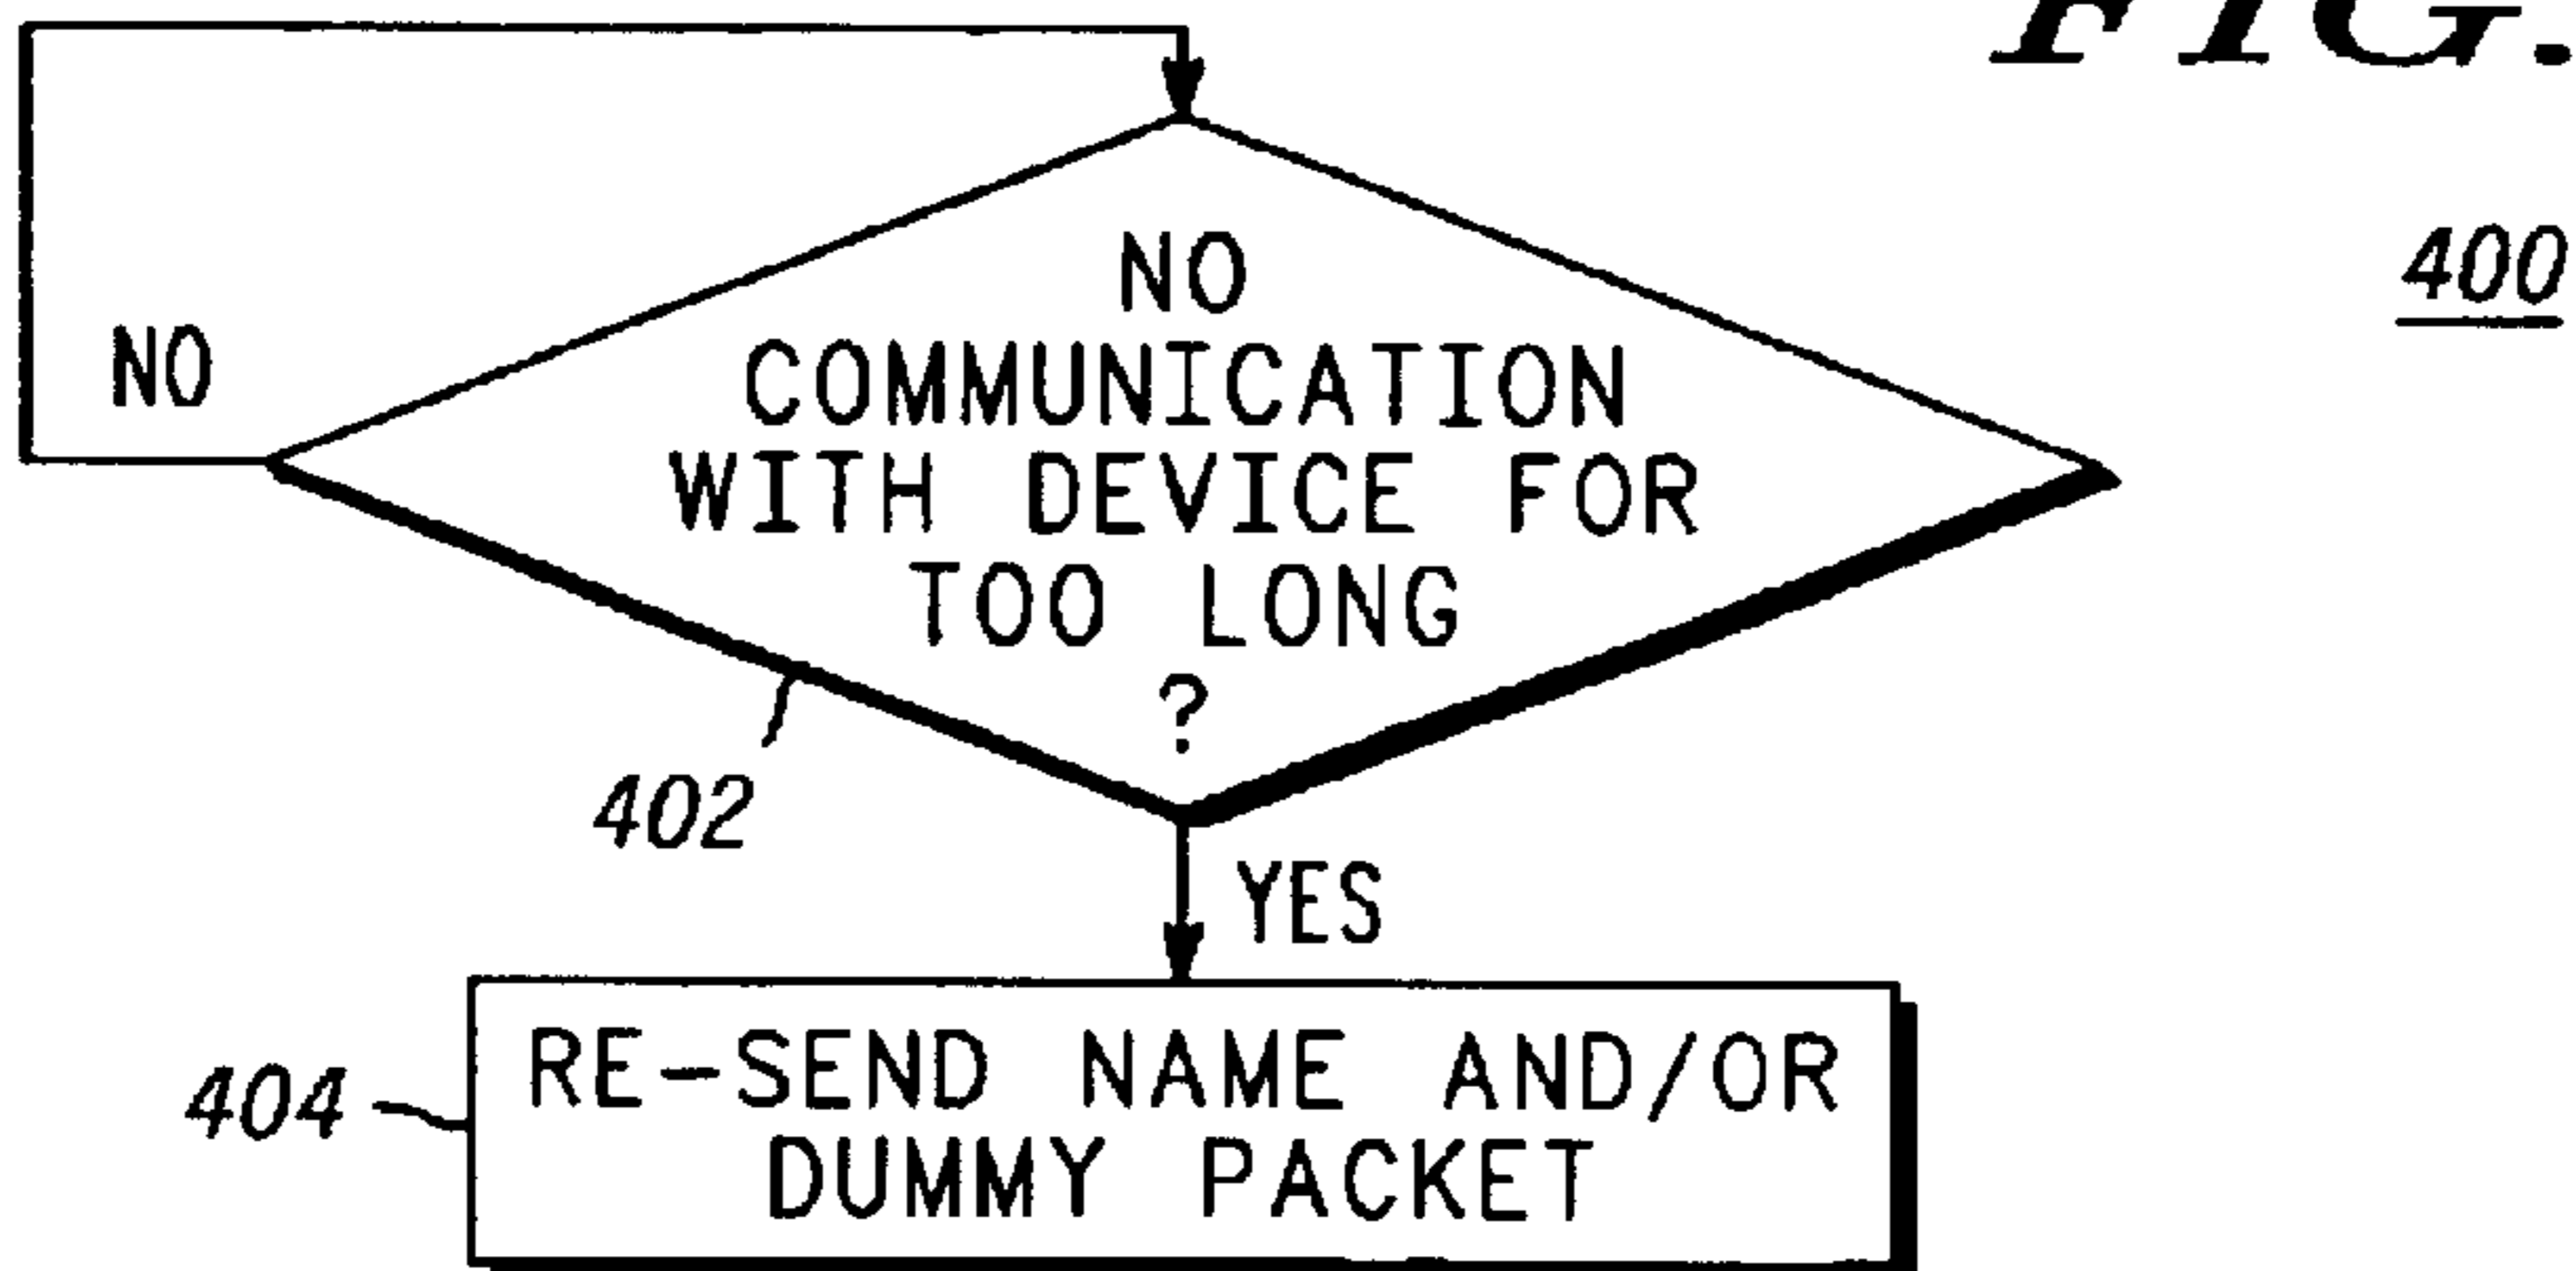 FIG.
400
NO
NO
COMMUNICATION
WITH DEVICE FOR
TOO LONG
?
402
YES
404
RE-SEND NAME AND/OR
DUMMY PACKET